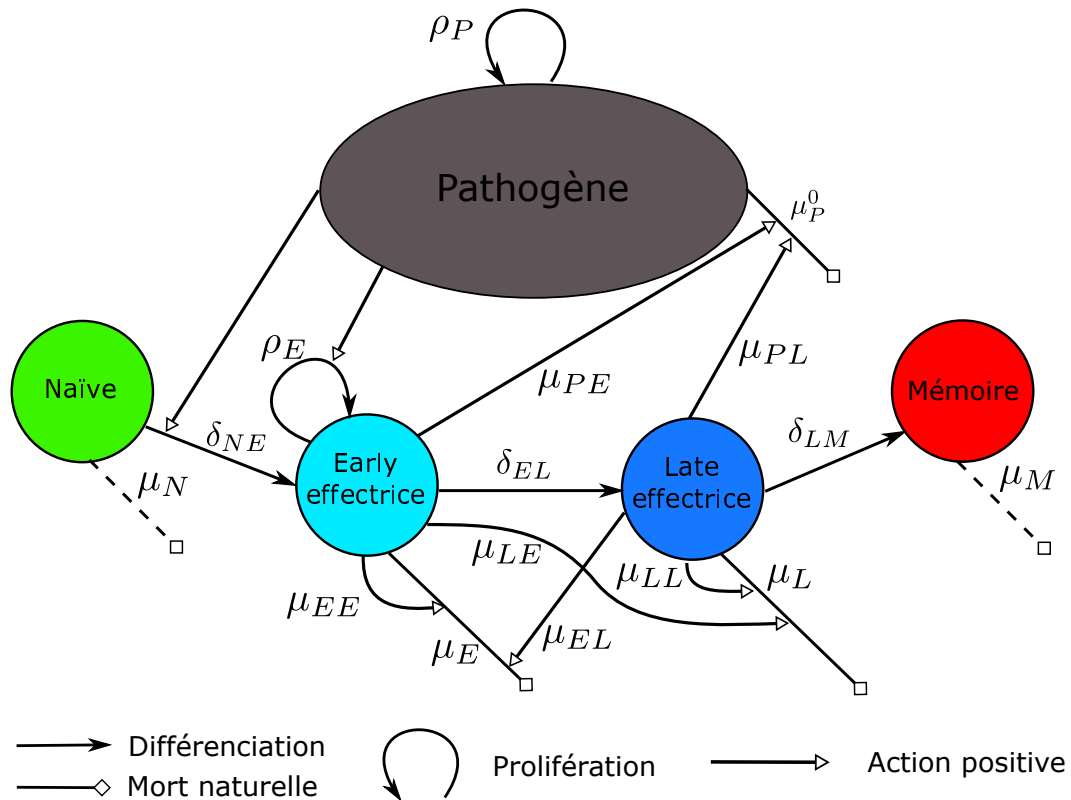 ρ_P
Pathogène
μ_P^0
ρ_E
μ_PE
μ_PL
Naïve
Mémoire
δ_NE
δ_LM
Early
effectrice
δ_EL
Late
effectrice
μ_N
μ_M
μ_LE
μ_LL
μ_L
μ_EE
μ_E
μ_EL
Différenciation
Mort naturelle
Prolifération
Action positive